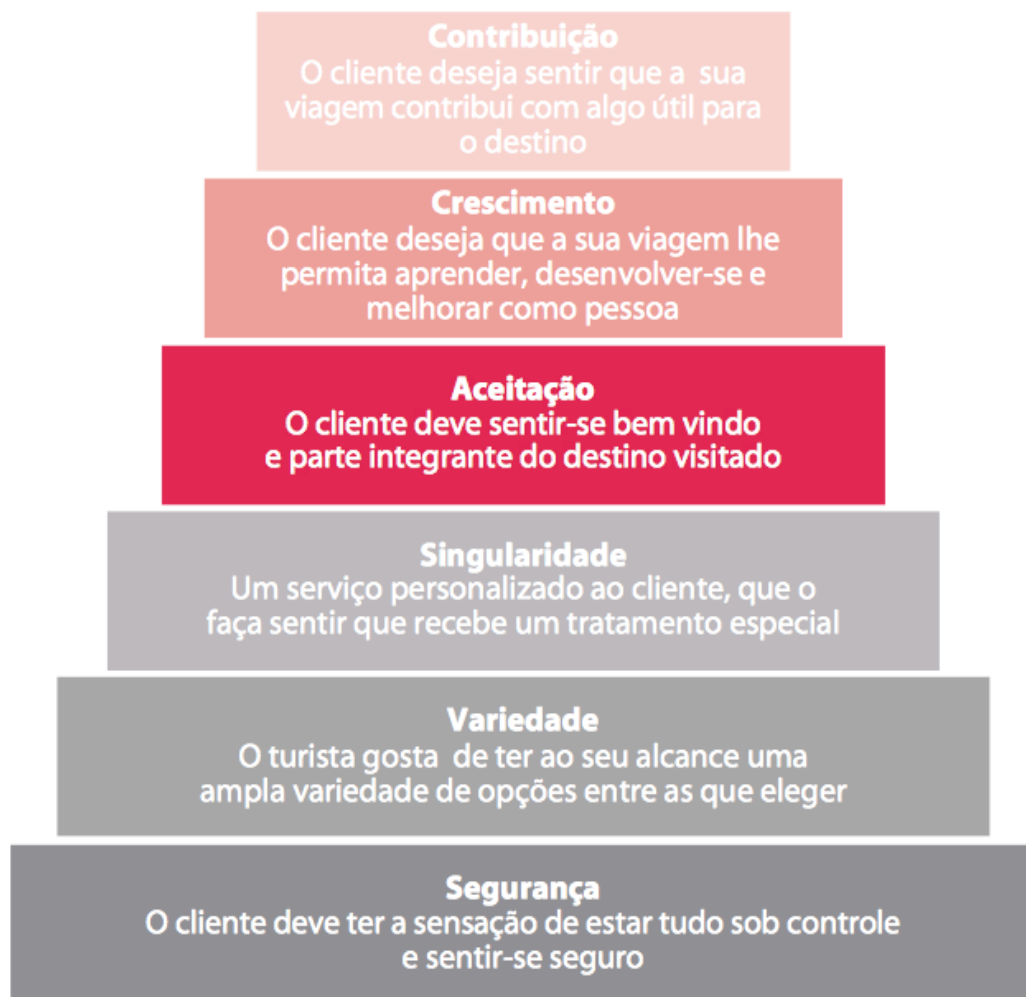 Contribuição
O cliente deseja sentir que a sua
viagem contribui com algo útil para
o destino
Crescimento
O cliente deseja que a sua viagem lhe
permita aprender, desenvolver-se e
melhorar como pessoa
Aceitação
O cliente deve sentir-se bem vindo
e parte integrante do destino visitado
Singularidade
Um serviço personalizado ao cliente, que o
faça sentir que recebe um tratamento especial
Variedade
O turista gosta de ter ao seu alcance uma
ampla variedade de opções entre as que eleger
Segurança
O cliente deve ter a sensação de estar tudo sob controle
e sentir-se seguro